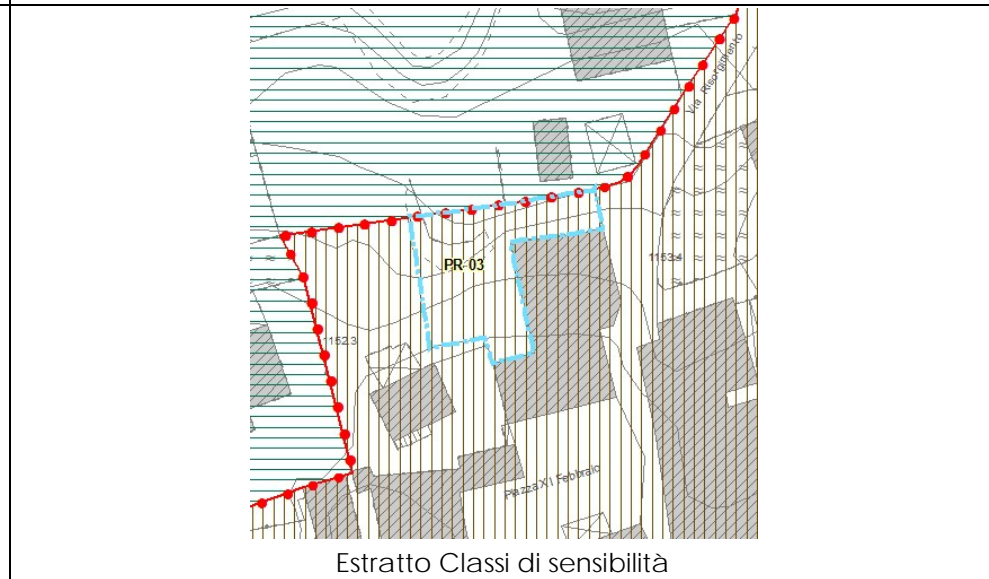 Via Risorgimento
PR-03
1153.4
1152.3
Piazza XI Febbraio
Estratto Classi di sensibilità